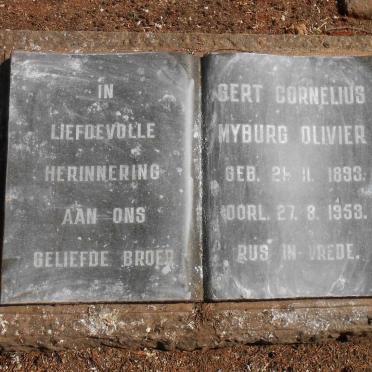 IN
LIEFDEVOLLE
HERINNERING
AAN ONS
GELIEFDE BROER
GERT CORNELIUS
MYBURG OLIVIER
GEB. 11. 1893.
OORL. 27. 8. 1953.
RUS IN VREDE.